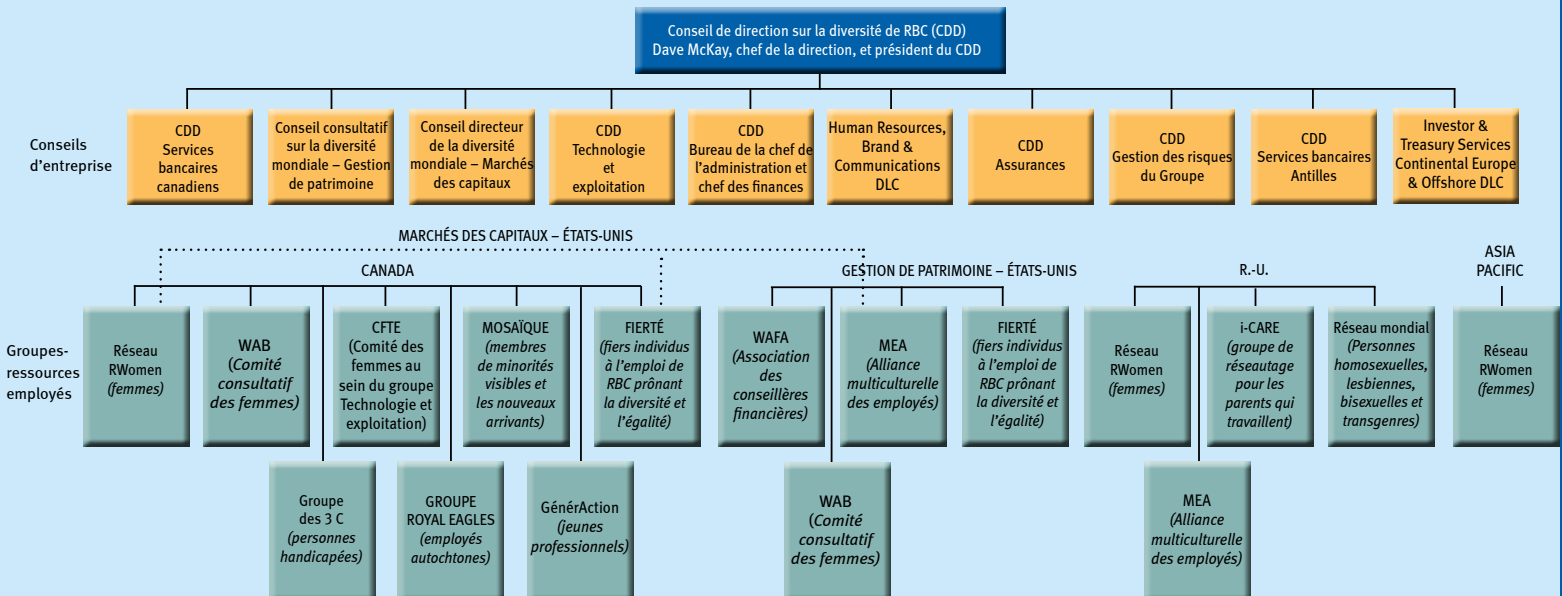 Conseil de direction sur la diversité de RBC (CDD)
Dave McKay, chef de la direction, et président du CDD
Conseils
d’entreprise
CDD
Services
bancaires
canadiens
Conseil consultatif
sur la diversité
mondiale – Gestion
de patrimoine
Conseil directeur
de la diversité
mondiale – Marchés
des capitaux
CDD
Technologie
et
exploitation
CDD
Bureau de la chef de
l’administration et
chef des finances
Human Resources,
Brand &
Communications
DLC
CDD
Assurances
CDD
Gestion des risques
du Groupe
CDD
Services bancaires
Antilles
Investor &
Treasury Services
Continental Europe
& Offshore DLC
MARCHÉS DES CAPITAUX – ÉTATS-UNIS
CANADA
GESTION DE PATRIMOINE – ÉTATS-UNIS
R.-U.
ASIA
PACIFIC
Groupes-
ressources
employés
Réseau
RWomen
(femmes)
WAB
(Comité
consultatif
des femmes)
CFTE
(Comité des
femmes au
sein du groupe
Technologie et
exploitation)
MOSAÏQUE
(membres
de minorités
visibles et
les nouveaux
arrivants)
FIERTÉ
(fiers individus
à l’emploi de
RBC prônant
la diversité et
l’égalité)
WAFA
(Association
des
conseillères
financières)
MEA
(Alliance
multiculturelle
des employés)
FIERTÉ
(fiers individus
à l’emploi de
RBC prônant
la diversité et
l’égalité)
Réseau
RWomen
(femmes)
i-CARE
(groupe de
réseautage
pour les
parents qui
travaillent)
Réseau mondial
(Personnes
homosexuelles,
lesbiennes,
bisexuelles et
transgenres)
Réseau
RWomen
(femmes)
Groupe
des 3 C
(personnes
handicapées)
GROUPE
ROYAL EAGLES
(employés
autochtones)
GénérAction
(jeunes
professionnels)
WAB
(Comité
consultatif
des femmes)
MEA
(Alliance
multiculturelle
des employés)